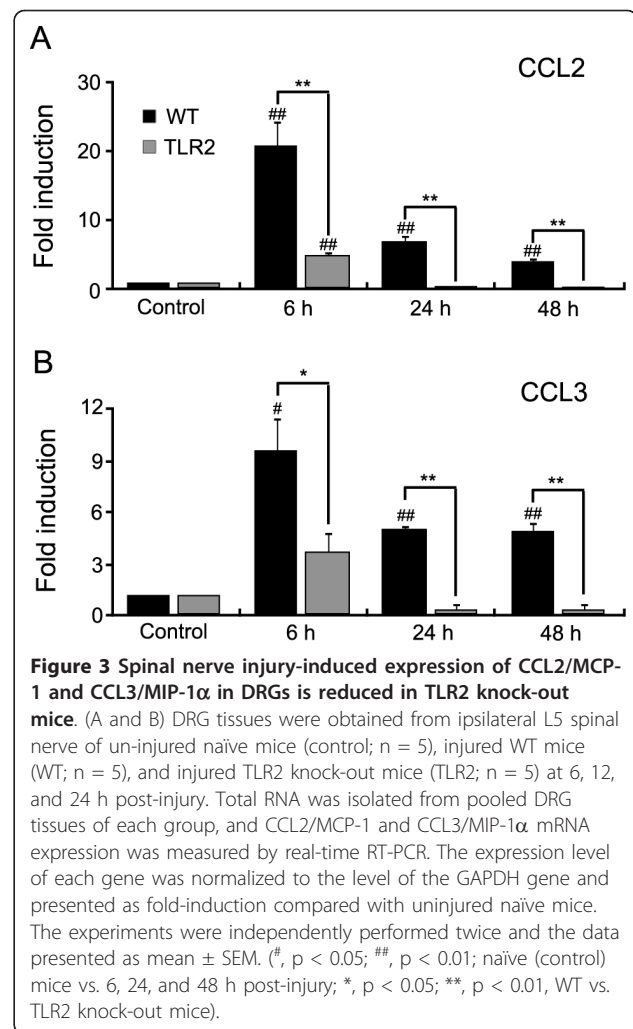 A
CCL2
30
**
WT
TLR2
##
20
Fold induction
**
**
10
##
##
##
0
Control
6 h
24 h
48 h
B
CCL3
*
12
#
**
**
9
Fold induction
6
##
##
3
0
Control
6 h
24 h
48 h
Figure 3 Spinal nerve injury-induced expression of CCL2/MCP-
1 and CCL3/MIP-1α in DRGs is reduced in TLR2 knock-out
mice. (A and B) DRG tissues were obtained from ipsilateral L5 spinal
nerve of un-injured naïve mice (control; n = 5), injured WT mice
(WT; n = 5), and injured TLR2 knock-out mice (TLR2; n = 5) at 6, 12,
and 24 h post-injury. Total RNA was isolated from pooled DRG
tissues of each group, and CCL2/MCP-1 and CCL3/MIP-1α mRNA
expression was measured by real-time RT-PCR. The expression level
of each gene was normalized to the level of the GAPDH gene and
presented as fold-induction compared with uninjured naïve mice.
The experiments were independently performed twice and the data
presented as mean ± SEM. (#, p < 0.05; ##, p < 0.01; naïve (control)
mice vs. 6, 24, and 48 h post-injury; *, p < 0.05; **, p < 0.01, WT vs.
TLR2 knock-out mice).